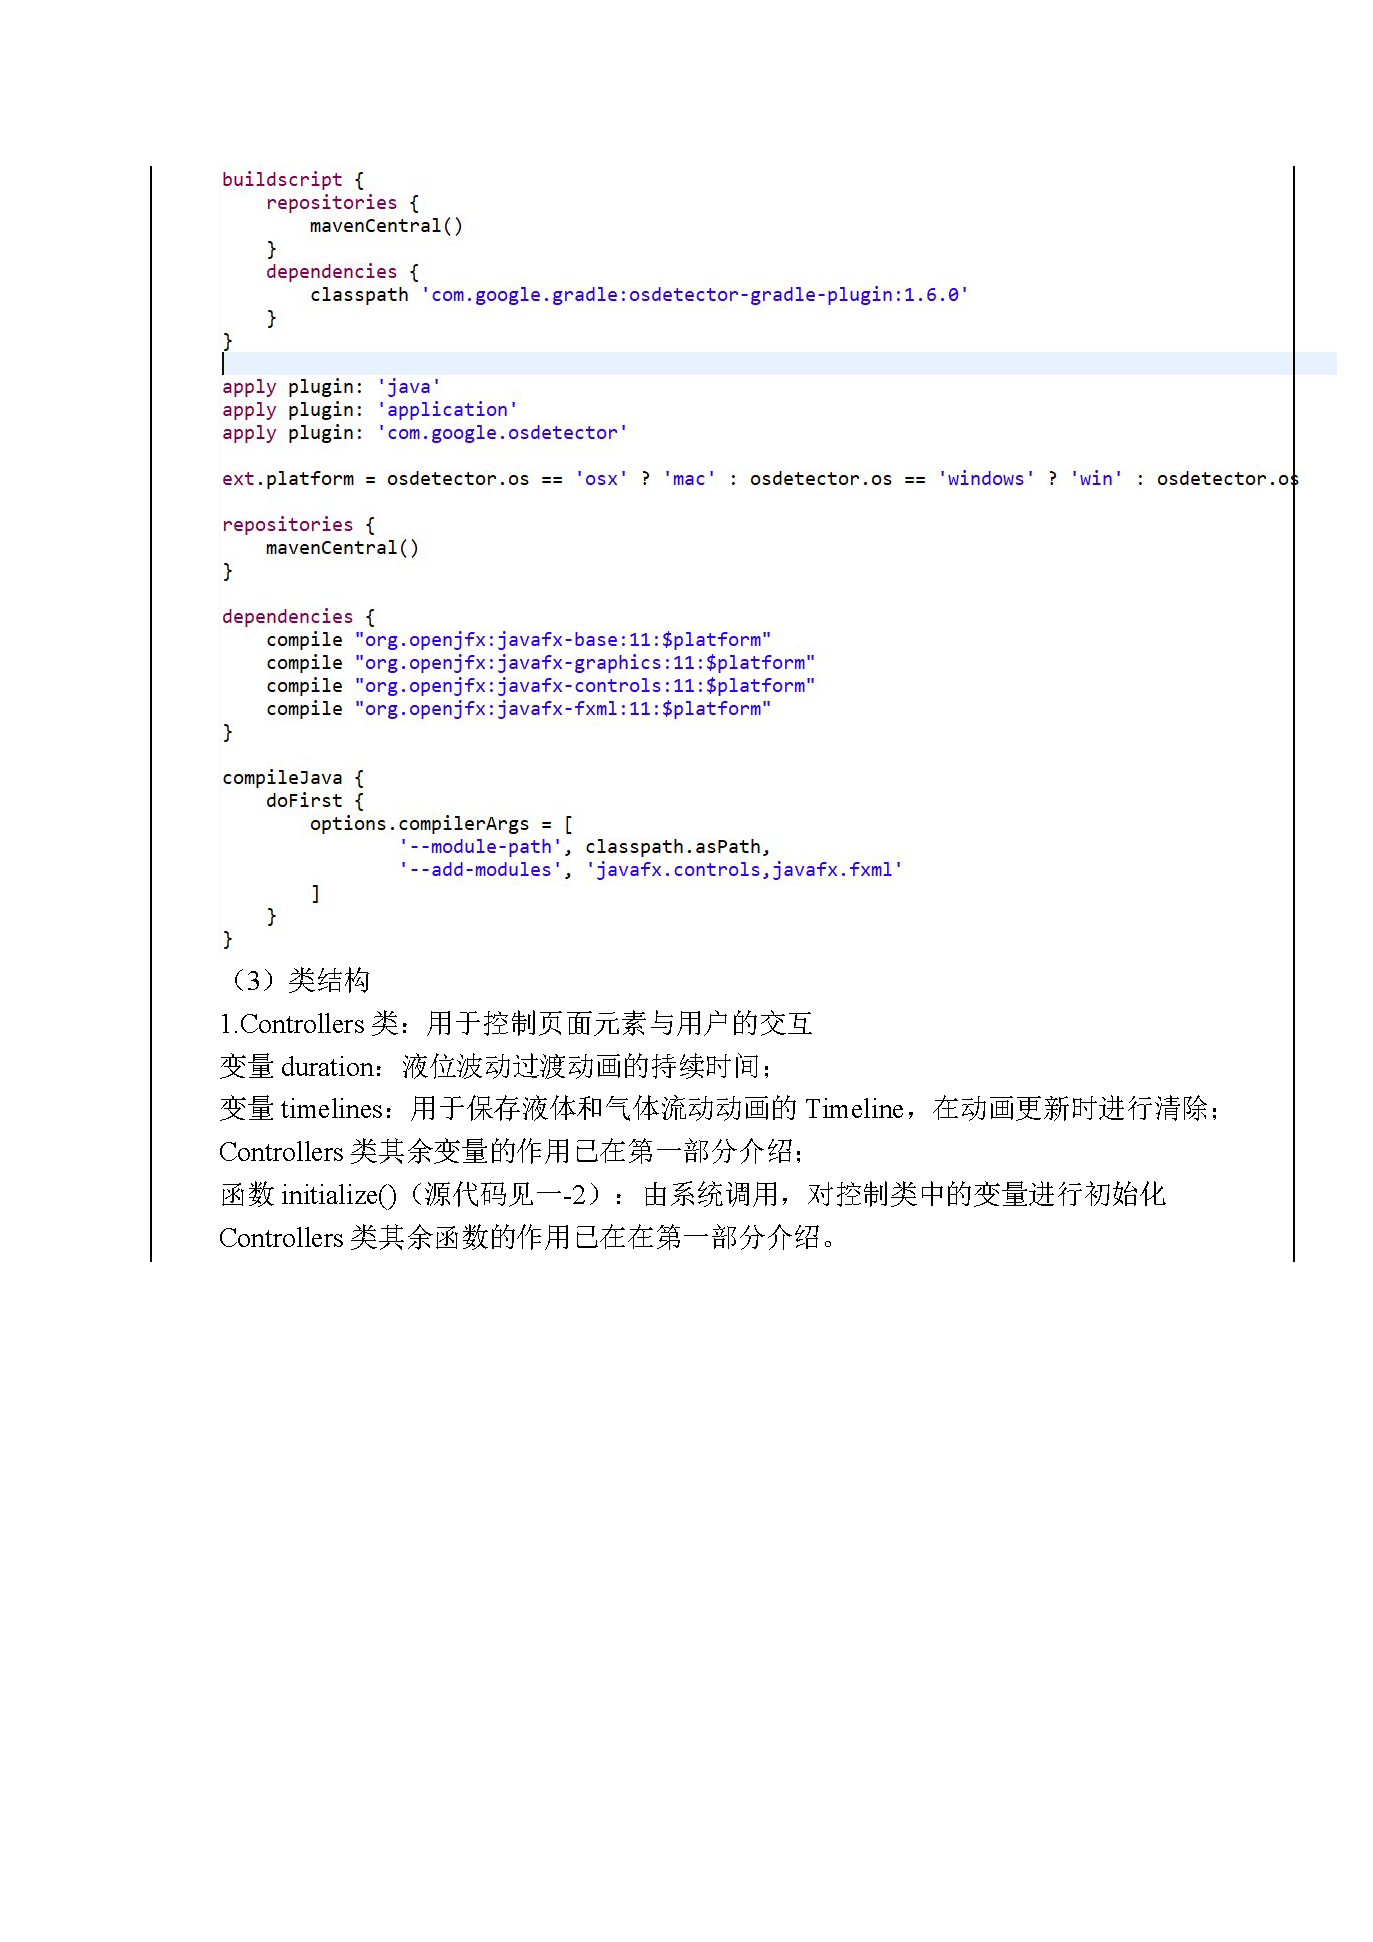 buildscript {
    repositories {
        mavenCentral()
    }
    dependencies {
        classpath 'com.google.gradle:osdetector-gradle-plugin:1.6.0'
    }
}
apply plugin: 'java'
apply plugin: 'application'
apply plugin: 'com.google.osdetector'
ext.platform = osdetector.os == 'osx' ? 'mac' : osdetector.os == 'windows' ? 'win' : osdetector.os
repositories {
    mavenCentral()
}
dependencies {
    compile "org.openjfx:javafx-base:11:$platform"
    compile "org.openjfx:javafx-graphics:11:$platform"
    compile "org.openjfx:javafx-controls:11:$platform"
    compile "org.openjfx:javafx-fxml:11:$platform"
}
compileJava {
    doFirst {
        options.compilerArgs = [
                '--module-path', classpath.asPath,
                '--add-modules', 'javafx.controls,javafx.fxml'
        ]
    }
}
（3）类结构
1.Controllers 类：用于控制页面元素与用户的交互
变量 duration：液位波动过渡动画的持续时间；
变量 timelines：用于保存液体和气体流动动画的 Timeline，在动画更新时进行清除；
Controllers 类其余变量的作用已在第一部分介绍；
函数 initialize()（源代码见一-2）：由系统调用，对控制类中的变量进行初始化
Controllers 类其余函数的作用已在在第一部分介绍。